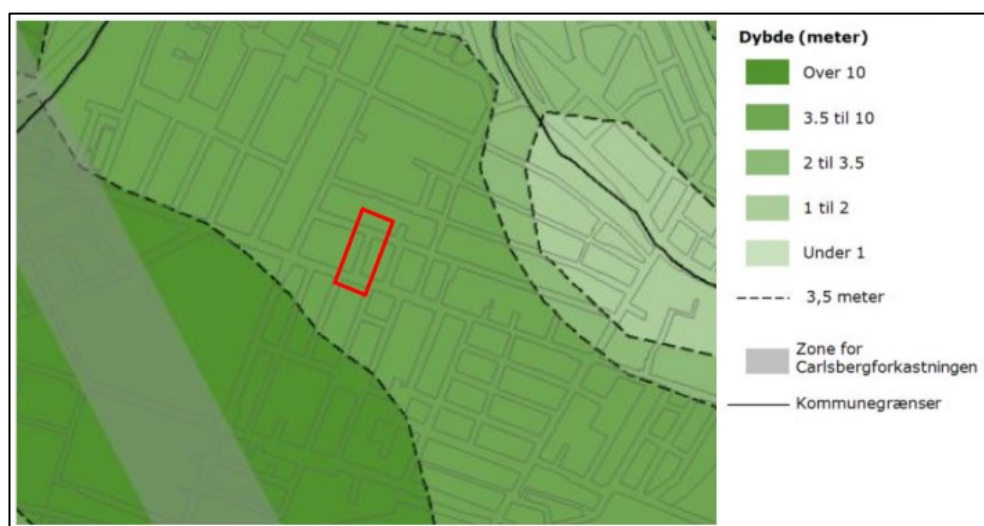 Dybde (meter)
Over 10
3.5 til 10
2 til 3.5
1 til 2
Under 1
3,5 meter
Zone for
Carlsbergforkastningen
Kommunegrænser